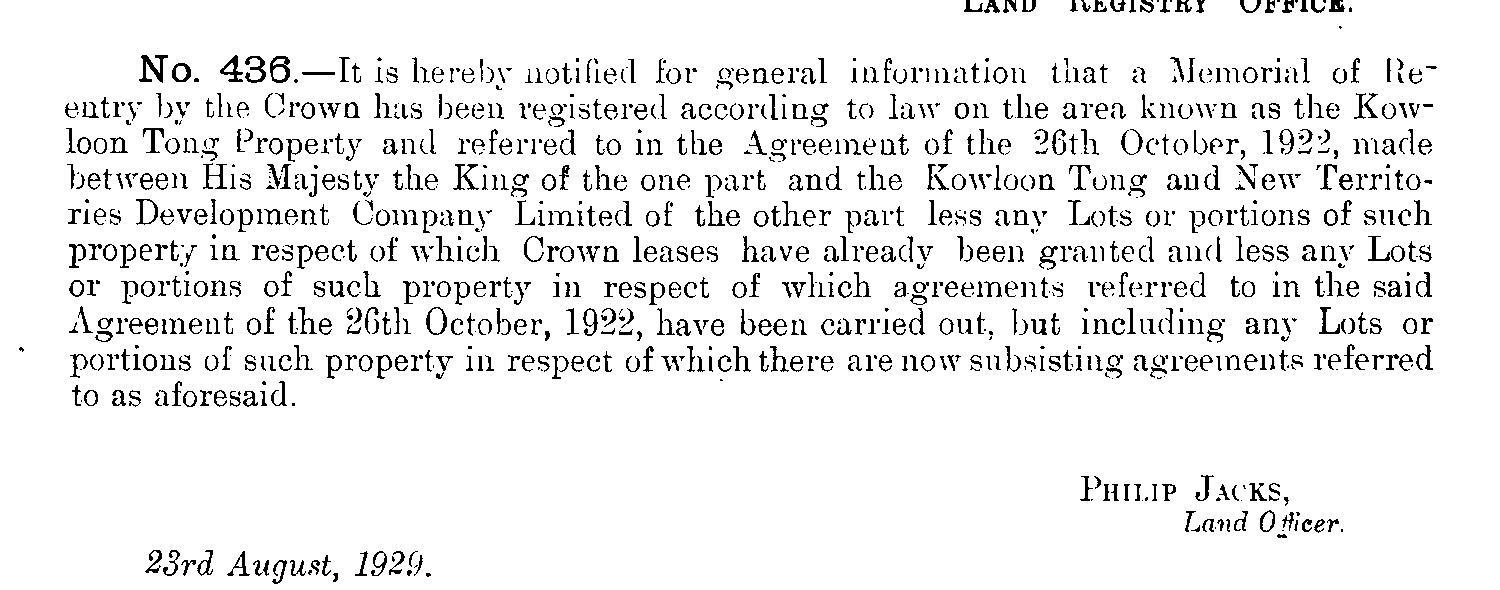 LAND REGISTRY OFFICE.
No. 436.—It is hereby notified for general information that a Memorial of Re-
entry by the Crown has been registered according to law on the area known as the Kow-
loon Tong Property and referred to in the Agreement of the 26th October, 1922, made
between His Majesty the King of the one part and the Kowloon Tong and New Territo-
ries Development Company Limited of the other part less any Lots or portions of such
property in respect of which Crown leases have already been granted and less any Lots
or portions of such property in respect of which agreements referred to in the said
Agreement of the 26th October, 1922, have been carried out, but including any Lots or
portions of such property in respect of which there are now subsisting agreements referred
to as aforesaid.
PHILIP JACKS,
Land Officer.
23rd August, 1929.